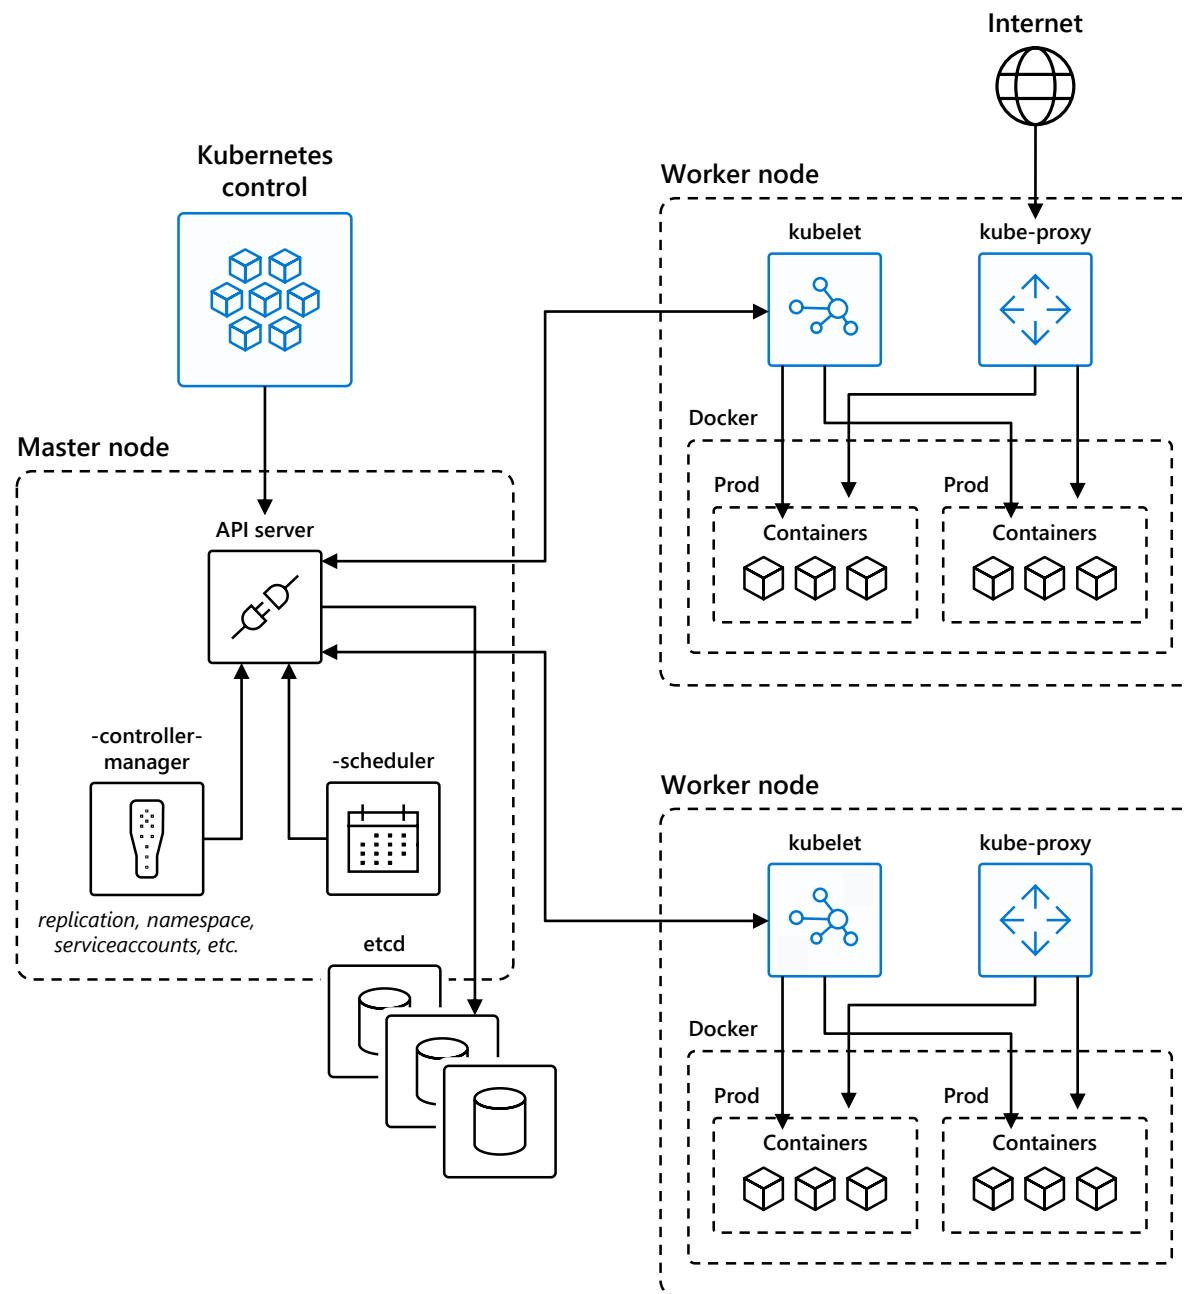 Internet
Kubernetes
control
Worker node
kubelet
kube-proxy
Docker
Prod
Prod
Containers
Containers
Master node
API server
-controller-
manager
-scheduler
replication, namespace,
serviceaccounts, etc.
etcd
Worker node
kubelet
kube-proxy
Docker
Prod
Prod
Containers
Containers